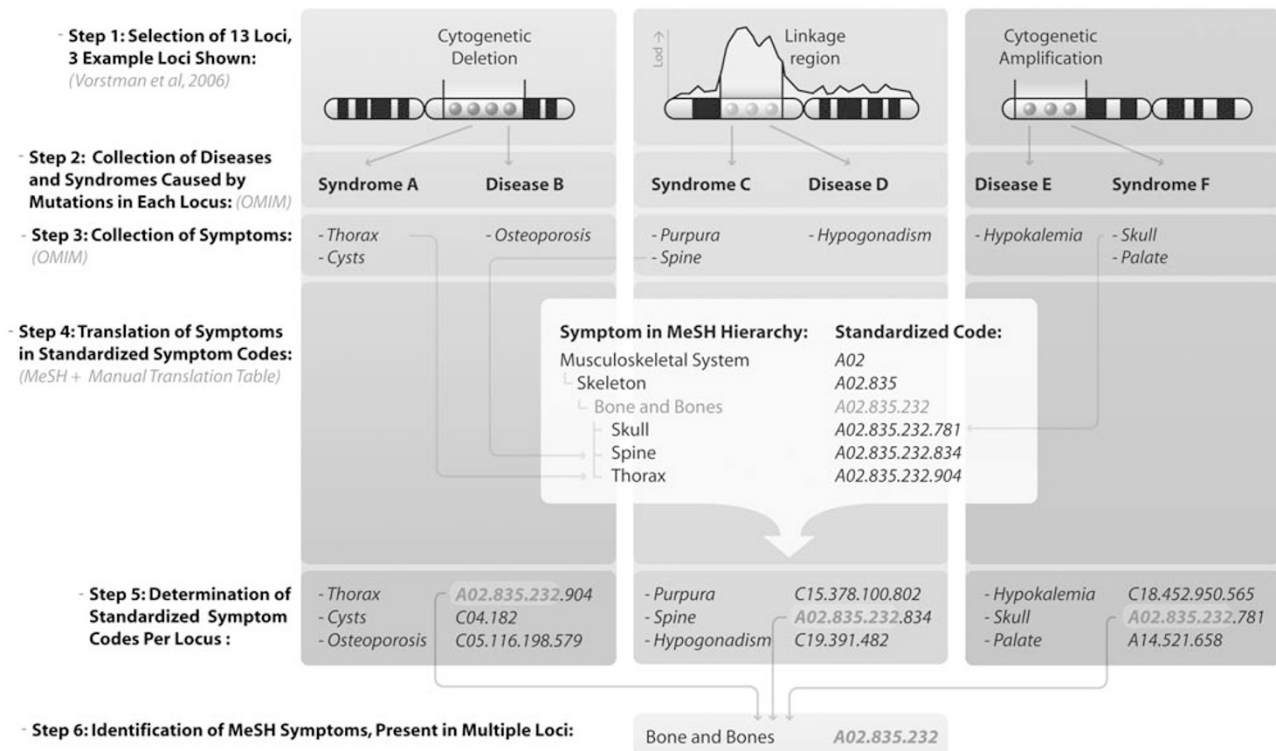 - Step 1: Selection of 13 Loci,
3 Example Loci Shown:
(Vorstman et al, 2006)
Cytogenetic
Deletion
Lod →
Linkage
region
Cytogenetic
Amplification
- Step 2: Collection of Diseases
and Syndromes Caused by
Mutations in Each Locus: (OMIM)
Syndrome A Disease B Syndrome C Disease D Disease E Syndrome F
- Step 3: Collection of Symptoms:
(OMIM)
- Thorax - Osteoporosis - Purpura - Hypogonadism - Hypokalemia - Skull
- Cysts - Spine - Palate
- Step 4: Translation of Symptoms
in Standardized Symptom Codes:
(MeSH + Manual Translation Table)
Symptom in MeSH Hierarchy: Standardized Code:
Musculoskeletal System A02
Skeleton A02.835
Bone and Bones A02.835.232
Skull A02.835.232.781
Spine A02.835.232.834
Thorax A02.835.232.904
- Step 5: Determination of
Standardized Symptom
Codes Per Locus :
- Thorax A02.835.232.904 - Purpura C15.378.100.802 - Hypokalemia C18.452.950.565
- Cysts C04.182 - Spine A02.835.232.834 - Skull A02.835.232.781
- Osteoporosis C05.116.198.579 - Hypogonadism C19.391.482 - Palate A14.521.658
- Step 6: Identification of MeSH Symptoms, Present in Multiple Loci:
Bone and Bones A02.835.232